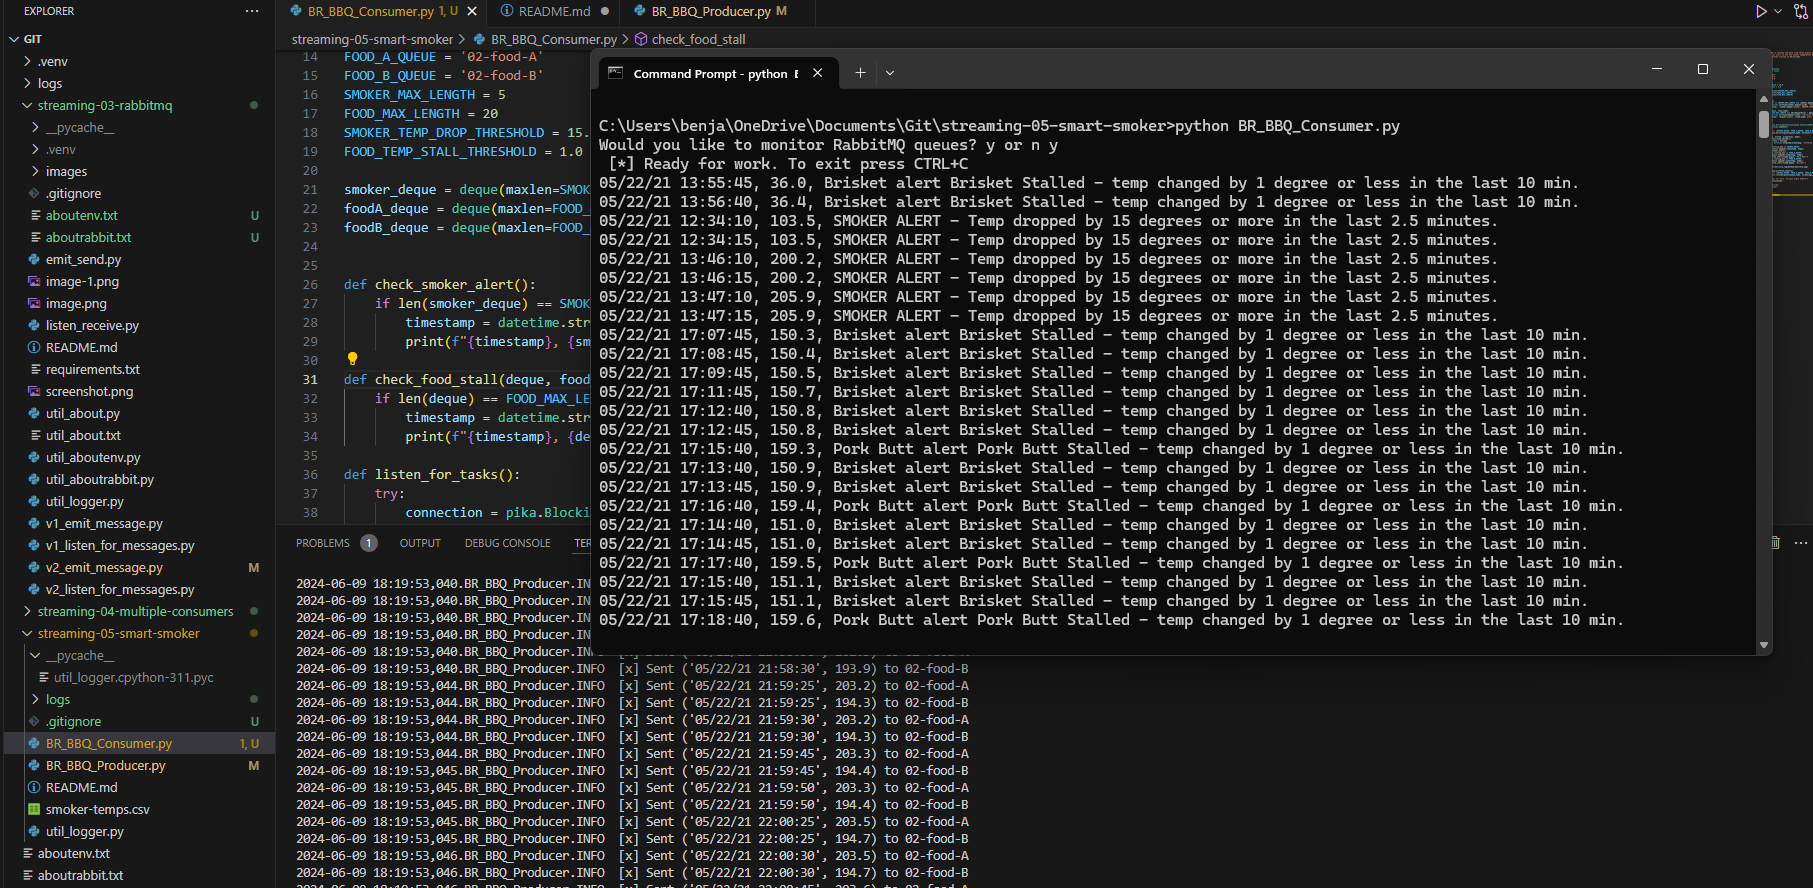 EXPLORER
GIT
.venv
logs
streaming-03-rabbitmq
__pycache__
.venv
images
.gitignore
aboutenv.txt U
aboutrabbit.txt U
emit_send.py
image-1.png
image.png
listen_receive.py
README.md
requirements.txt
screenshot.png
util_about.py
util_about.txt
util_aboutenv.py
util_aboutrabbit.py
util_logger.py
v1_emit_message.py
v1_listen_for_messages.py
v2_emit_message.py M
v2_listen_for_messages.py
streaming-04-multiple-consumers
streaming-05-smart-smoker
__pycache__
util_logger.cpython-311.pyc
logs
.gitignore U
BR_BBQ_Consumer.py 1, U
BR_BBQ_Producer.py M
README.md
smoker-temps.csv
util_logger.py
aboutenv.txt
aboutrabbit.txt
BR_BBQ_Consumer.py 1, U
README.md
BR_BBQ_Producer.py M
streaming-05-smart-smoker > BR_BBQ_Consumer.py > check_food_stall
14 FOOD_A_QUEUE = '02-food-A'
15 FOOD_B_QUEUE = '02-food-B'
16 SMOKER_MAX_LENGTH = 5
17 FOOD_MAX_LENGTH = 20
18 SMOKER_TEMP_DROP_THRESHOLD = 15.
19 FOOD_TEMP_STALL_THRESHOLD = 1.0
20
21 smoker_deque = deque(maxlen=SMOK
22 foodA_deque = deque(maxlen=FOOD_
23 foodB_deque = deque(maxlen=FOOD_
24
25
26 def check_smoker_alert():
27 if len(smoker_deque) == SMOK
28 timestamp = datetime.str
29 print(f"{timestamp}, {sm
30
31 def check_food_stall(deque, food
32 if len(deque) == FOOD_MAX_LE
33 timestamp = datetime.str
34 print(f"{timestamp}, {de
35
36 def listen_for_tasks():
37 try:
38 connection = pika.Blocki
Command Prompt - python
C:\Users\benja\OneDrive\Documents\Git\streaming-05-smart-smoker>python BR_BBQ_Consumer.py
Would you like to monitor RabbitMQ queues? y or n y
[*] Ready for work. To exit press CTRL+C
05/22/21 13:55:45, 36.0, Brisket alert Brisket Stalled - temp changed by 1 degree or less in the last 10 min.
05/22/21 13:56:40, 36.4, Brisket alert Brisket Stalled - temp changed by 1 degree or less in the last 10 min.
05/22/21 12:34:10, 103.5, SMOKER ALERT - Temp dropped by 15 degrees or more in the last 2.5 minutes.
05/22/21 12:34:15, 103.5, SMOKER ALERT - Temp dropped by 15 degrees or more in the last 2.5 minutes.
05/22/21 13:46:10, 200.2, SMOKER ALERT - Temp dropped by 15 degrees or more in the last 2.5 minutes.
05/22/21 13:46:15, 200.2, SMOKER ALERT - Temp dropped by 15 degrees or more in the last 2.5 minutes.
05/22/21 13:47:10, 205.9, SMOKER ALERT - Temp dropped by 15 degrees or more in the last 2.5 minutes.
05/22/21 13:47:15, 205.9, SMOKER ALERT - Temp dropped by 15 degrees or more in the last 2.5 minutes.
05/22/21 17:07:45, 150.3, Brisket alert Brisket Stalled - temp changed by 1 degree or less in the last 10 min.
05/22/21 17:08:45, 150.4, Brisket alert Brisket Stalled - temp changed by 1 degree or less in the last 10 min.
05/22/21 17:09:45, 150.5, Brisket alert Brisket Stalled - temp changed by 1 degree or less in the last 10 min.
05/22/21 17:11:45, 150.7, Brisket alert Brisket Stalled - temp changed by 1 degree or less in the last 10 min.
05/22/21 17:12:40, 150.8, Brisket alert Brisket Stalled - temp changed by 1 degree or less in the last 10 min.
05/22/21 17:12:45, 150.8, Brisket alert Brisket Stalled - temp changed by 1 degree or less in the last 10 min.
05/22/21 17:15:40, 159.3, Pork Butt alert Pork Butt Stalled - temp changed by 1 degree or less in the last 10 min.
05/22/21 17:13:40, 150.9, Brisket alert Brisket Stalled - temp changed by 1 degree or less in the last 10 min.
05/22/21 17:13:45, 150.9, Brisket alert Brisket Stalled - temp changed by 1 degree or less in the last 10 min.
05/22/21 17:16:40, 159.4, Pork Butt alert Pork Butt Stalled - temp changed by 1 degree or less in the last 10 min.
05/22/21 17:14:40, 151.0, Brisket alert Brisket Stalled - temp changed by 1 degree or less in the last 10 min.
05/22/21 17:14:45, 151.0, Brisket alert Brisket Stalled - temp changed by 1 degree or less in the last 10 min.
05/22/21 17:17:40, 159.5, Pork Butt alert Pork Butt Stalled - temp changed by 1 degree or less in the last 10 min.
05/22/21 17:15:40, 151.1, Brisket alert Brisket Stalled - temp changed by 1 degree or less in the last 10 min.
05/22/21 17:15:45, 151.1, Brisket alert Brisket Stalled - temp changed by 1 degree or less in the last 10 min.
05/22/21 17:18:40, 159.6, Pork Butt alert Pork Butt Stalled - temp changed by 1 degree or less in the last 10 min.
PROBLEMS 1 OUTPUT DEBUG CONSOLE TER
2024-06-09 18:19:53,040.BR_BBQ_Producer.IN
2024-06-09 18:19:53,040.BR_BBQ_Producer.IN
2024-06-09 18:19:53,040.BR_BBQ_Producer.IN
2024-06-09 18:19:53,040.BR_BBQ_Producer.IN
2024-06-09 18:19:53,040.BR_BBQ_Producer.IN
2024-06-09 18:19:53,040.BR_BBQ_Producer.INFO [x] Sent ('05/22/21 21:58:30', 193.9) to 02-food-B
2024-06-09 18:19:53,044.BR_BBQ_Producer.INFO [x] Sent ('05/22/21 21:59:25', 203.2) to 02-food-A
2024-06-09 18:19:53,044.BR_BBQ_Producer.INFO [x] Sent ('05/22/21 21:59:25', 194.3) to 02-food-B
2024-06-09 18:19:53,044.BR_BBQ_Producer.INFO [x] Sent ('05/22/21 21:59:30', 203.2) to 02-food-A
2024-06-09 18:19:53,044.BR_BBQ_Producer.INFO [x] Sent ('05/22/21 21:59:30', 194.3) to 02-food-B
2024-06-09 18:19:53,044.BR_BBQ_Producer.INFO [x] Sent ('05/22/21 21:59:45', 203.3) to 02-food-A
2024-06-09 18:19:53,045.BR_BBQ_Producer.INFO [x] Sent ('05/22/21 21:59:45', 194.4) to 02-food-B
2024-06-09 18:19:53,045.BR_BBQ_Producer.INFO [x] Sent ('05/22/21 21:59:50', 203.3) to 02-food-A
2024-06-09 18:19:53,045.BR_BBQ_Producer.INFO [x] Sent ('05/22/21 21:59:50', 194.4) to 02-food-B
2024-06-09 18:19:53,045.BR_BBQ_Producer.INFO [x] Sent ('05/22/21 22:00:25', 203.5) to 02-food-A
2024-06-09 18:19:53,045.BR_BBQ_Producer.INFO [x] Sent ('05/22/21 22:00:25', 194.7) to 02-food-B
2024-06-09 18:19:53,046.BR_BBQ_Producer.INFO [x] Sent ('05/22/21 22:00:30', 203.5) to 02-food-A
2024-06-09 18:19:53,046.BR_BBQ_Producer.INFO [x] Sent ('05/22/21 22:00:30', 194.7) to 02-food-B